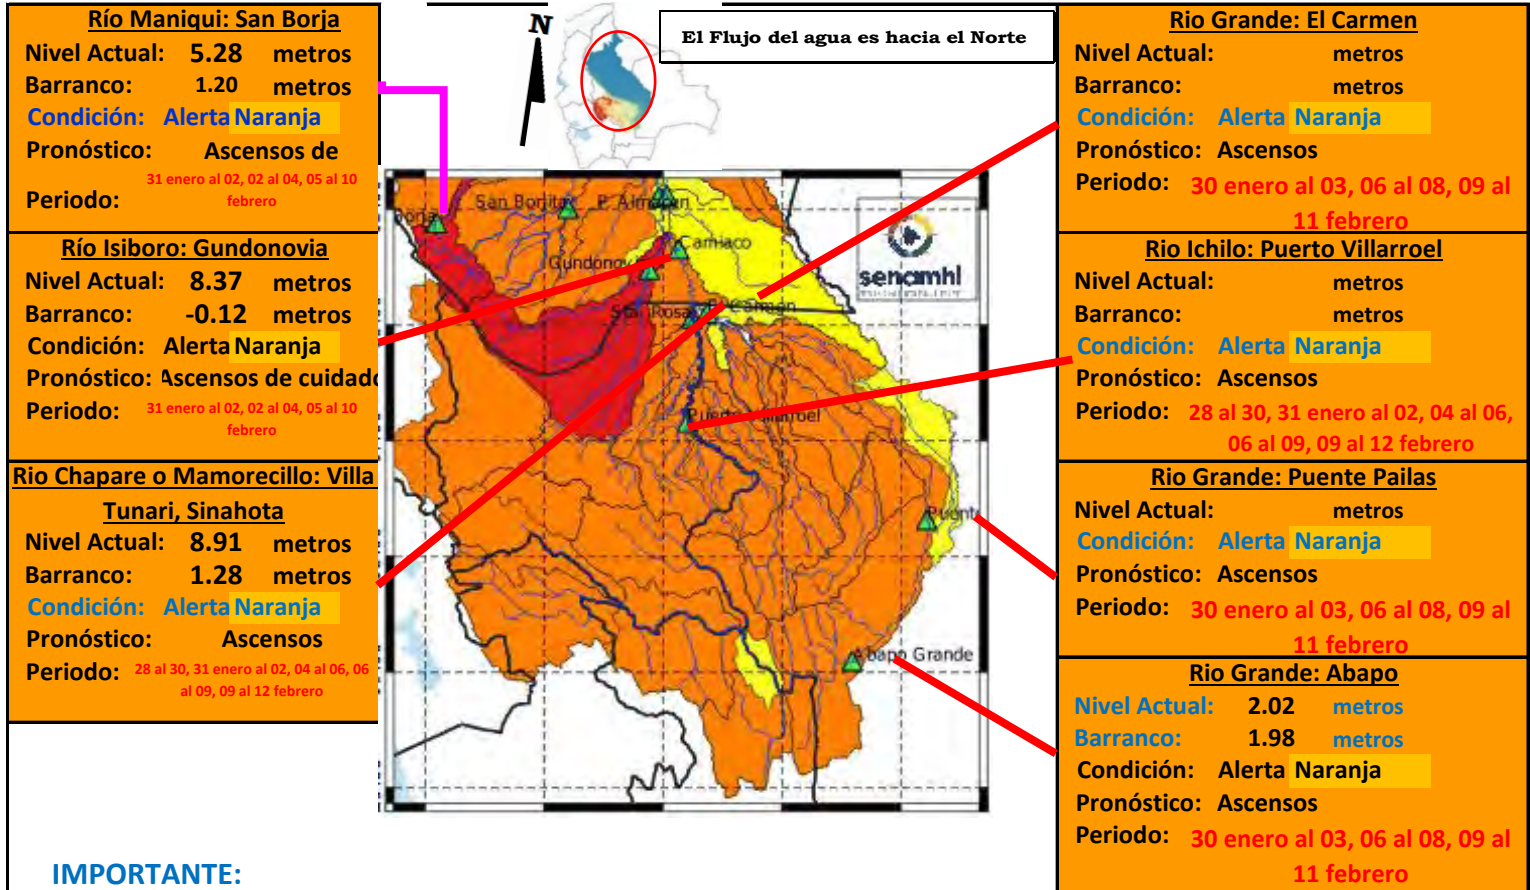 Río Maniqui: San Borja
Nivel Actual: 5.28 metros
Barranco: 1.20 metros
Condición: Alerta Naranja
Pronóstico: Ascensos de
Periodo: 31 enero al 02, 02 al 04, 05 al 10
febrero
Río Isiboro: Gundonovia
Nivel Actual: 8.37 metros
Barranco: -0.12 metros
Condición: Alerta Naranja
Pronóstico: Ascensos de cuidado
Periodo: 31 enero al 02, 02 al 04, 05 al 10
febrero
Rio Chapare o Mamorecillo: Villa
Tunari, Sinahota
Nivel Actual: 8.91 metros
Barranco: 1.28 metros
Condición: Alerta Naranja
Pronóstico: Ascensos
Periodo: 28 al 30, 31 enero al 02, 04 al 06, 06
al 09, 09 al 12 febrero
IMPORTANTE:
N
El Flujo del agua es hacia el Norte
Borja
San Borjita
P. Almacen
Camiaco
Gundonov
Sta. Rosa
El Carmen
Puerto Villarroel
Puente
Abapo Grande
senamhi
Rio Grande: El Carmen
Nivel Actual: metros
Barranco: metros
Condición: Alerta Naranja
Pronóstico: Ascensos
Periodo: 30 enero al 03, 06 al 08, 09 al
11 febrero
Rio Ichilo: Puerto Villarroel
Nivel Actual: metros
Barranco: metros
Condición: Alerta Naranja
Pronóstico: Ascensos
Periodo: 28 al 30, 31 enero al 02, 04 al 06,
06 al 09, 09 al 12 febrero
Rio Grande: Puente Pailas
Nivel Actual: metros
Condición: Alerta Naranja
Pronóstico: Ascensos
Periodo: 30 enero al 03, 06 al 08, 09 al
11 febrero
Rio Grande: Abapo
Nivel Actual: 2.02 metros
Barranco: 1.98 metros
Condición: Alerta Naranja
Pronóstico: Ascensos
Periodo: 30 enero al 03, 06 al 08, 09 al
11 febrero